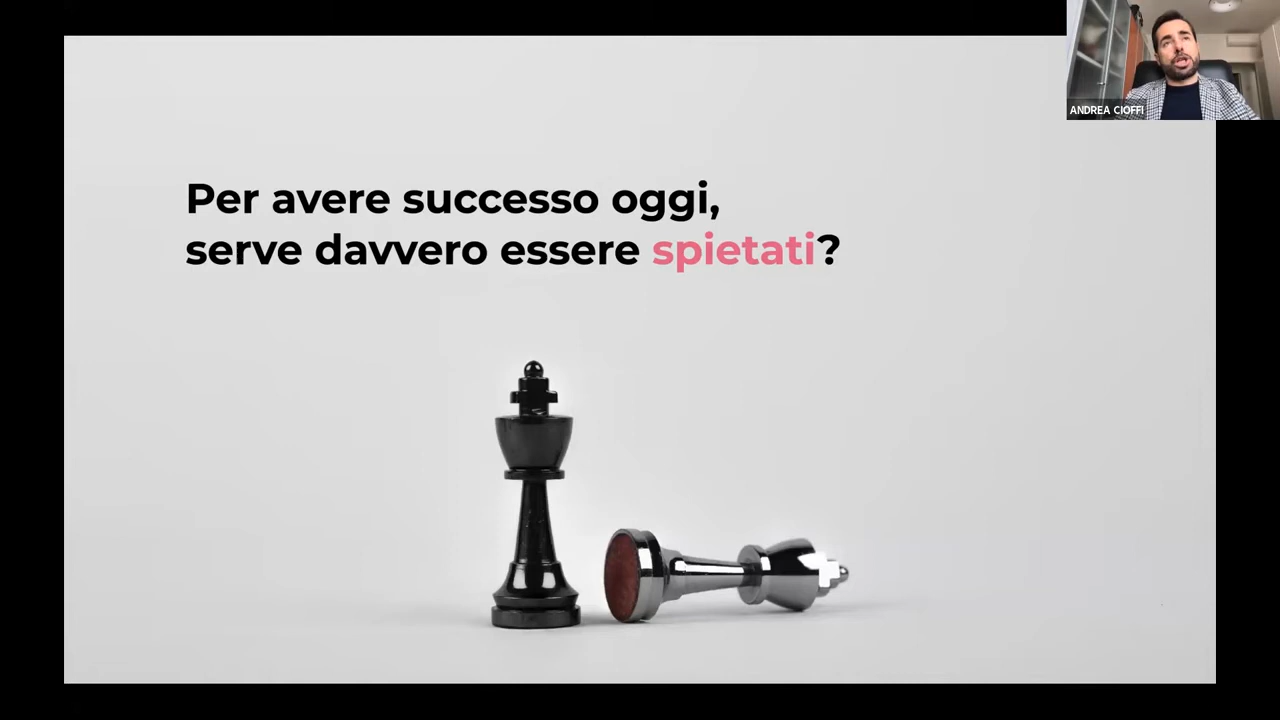 ANDREA CIOFFI
Per avere successo oggi,
serve davvero essere spietati?